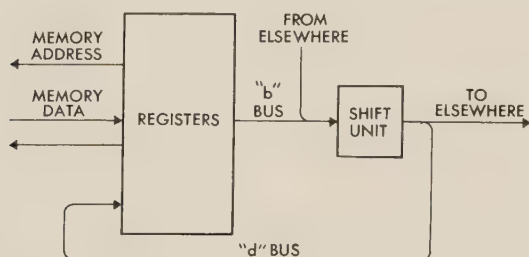 MEMORY
ADDRESS
MEMORY
DATA
REGISTERS
FROM
ELSEWHERE
"b"
BUS
SHIFT
UNIT
TO
ELSEWHERE
"d" BUS